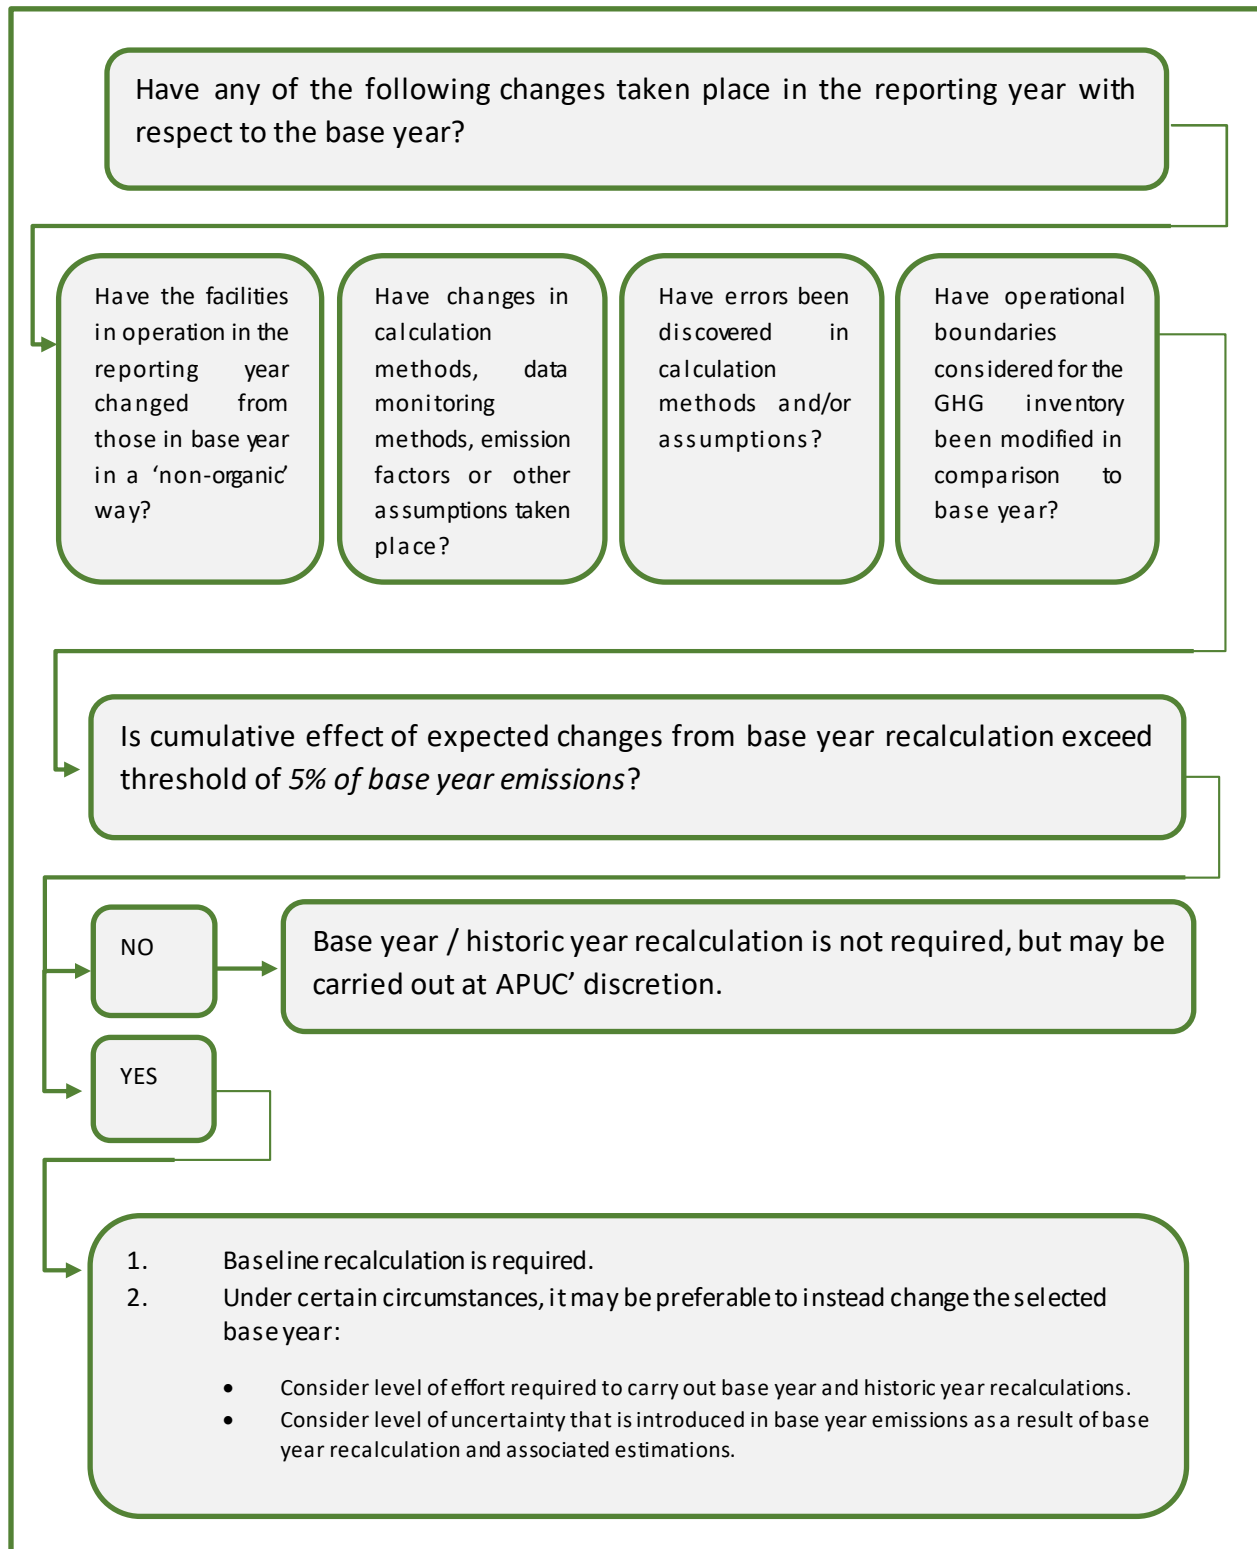 Have any of the following changes taken place in the reporting year with
respect to the base year?
Have the facilities
in operation in the
reporting year
changed from
those in base year
in a ‘non-organic’
way?
Have changes in
calculation
methods, data
monitoring
methods, emission
factors or other
assumptions taken
place?
Have errors been
discovered in
calculation
methods and/or
assumptions?
Have operational
boundaries
considered for the
GHG inventory
been modified in
comparison to
base year?
Is cumulative effect of expected changes from base year recalculation exceed
threshold of 5% of base year emissions?
NO
Base year / historic year recalculation is not required, but may be
carried out at APUC’ discretion.
YES
1. Baseline recalculation is required.
2. Under certain circumstances, it may be preferable to instead change the selected
base year:
• Consider level of effort required to carry out base year and historic year recalculations.
• Consider level of uncertainty that is introduced in base year emissions as a result of base
year recalculation and associated estimations.